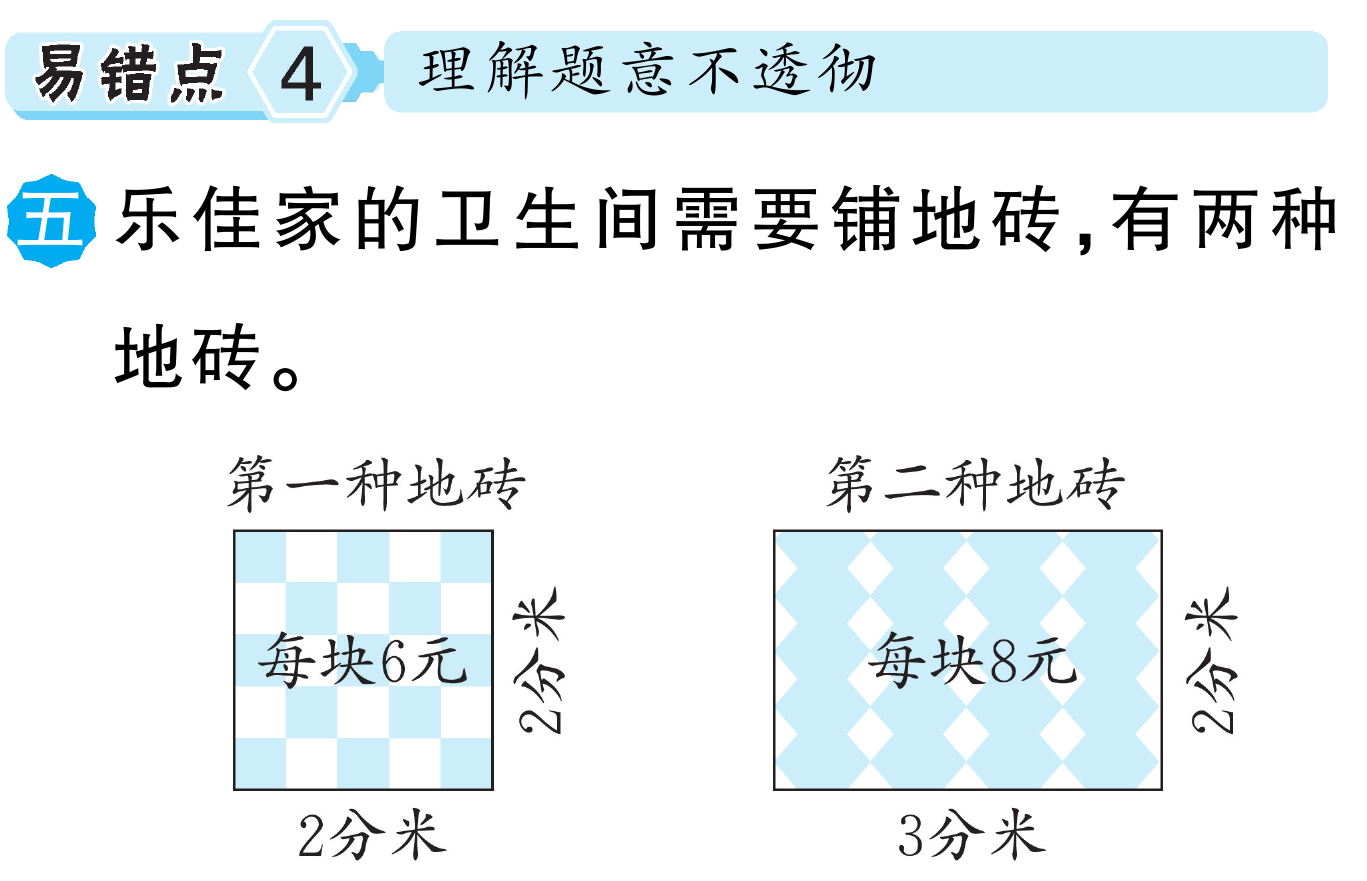 易错点 4 理解题意不透彻
五 乐佳家的卫生间需要铺地砖,有两种
地砖。
第一种地砖 第二种地砖
每块6元 2分米 每块8元 2分米
2分米 3分米